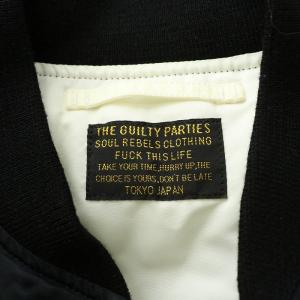 THE GUILTY PARTIES
SOUL REBELS CLOTHING
FUCK THIS LIFE
TAKE YOUR TIME, HURRY UP, THE
CHOICE IS YOURS, DON'T BE LATE
TOKYO JAPAN